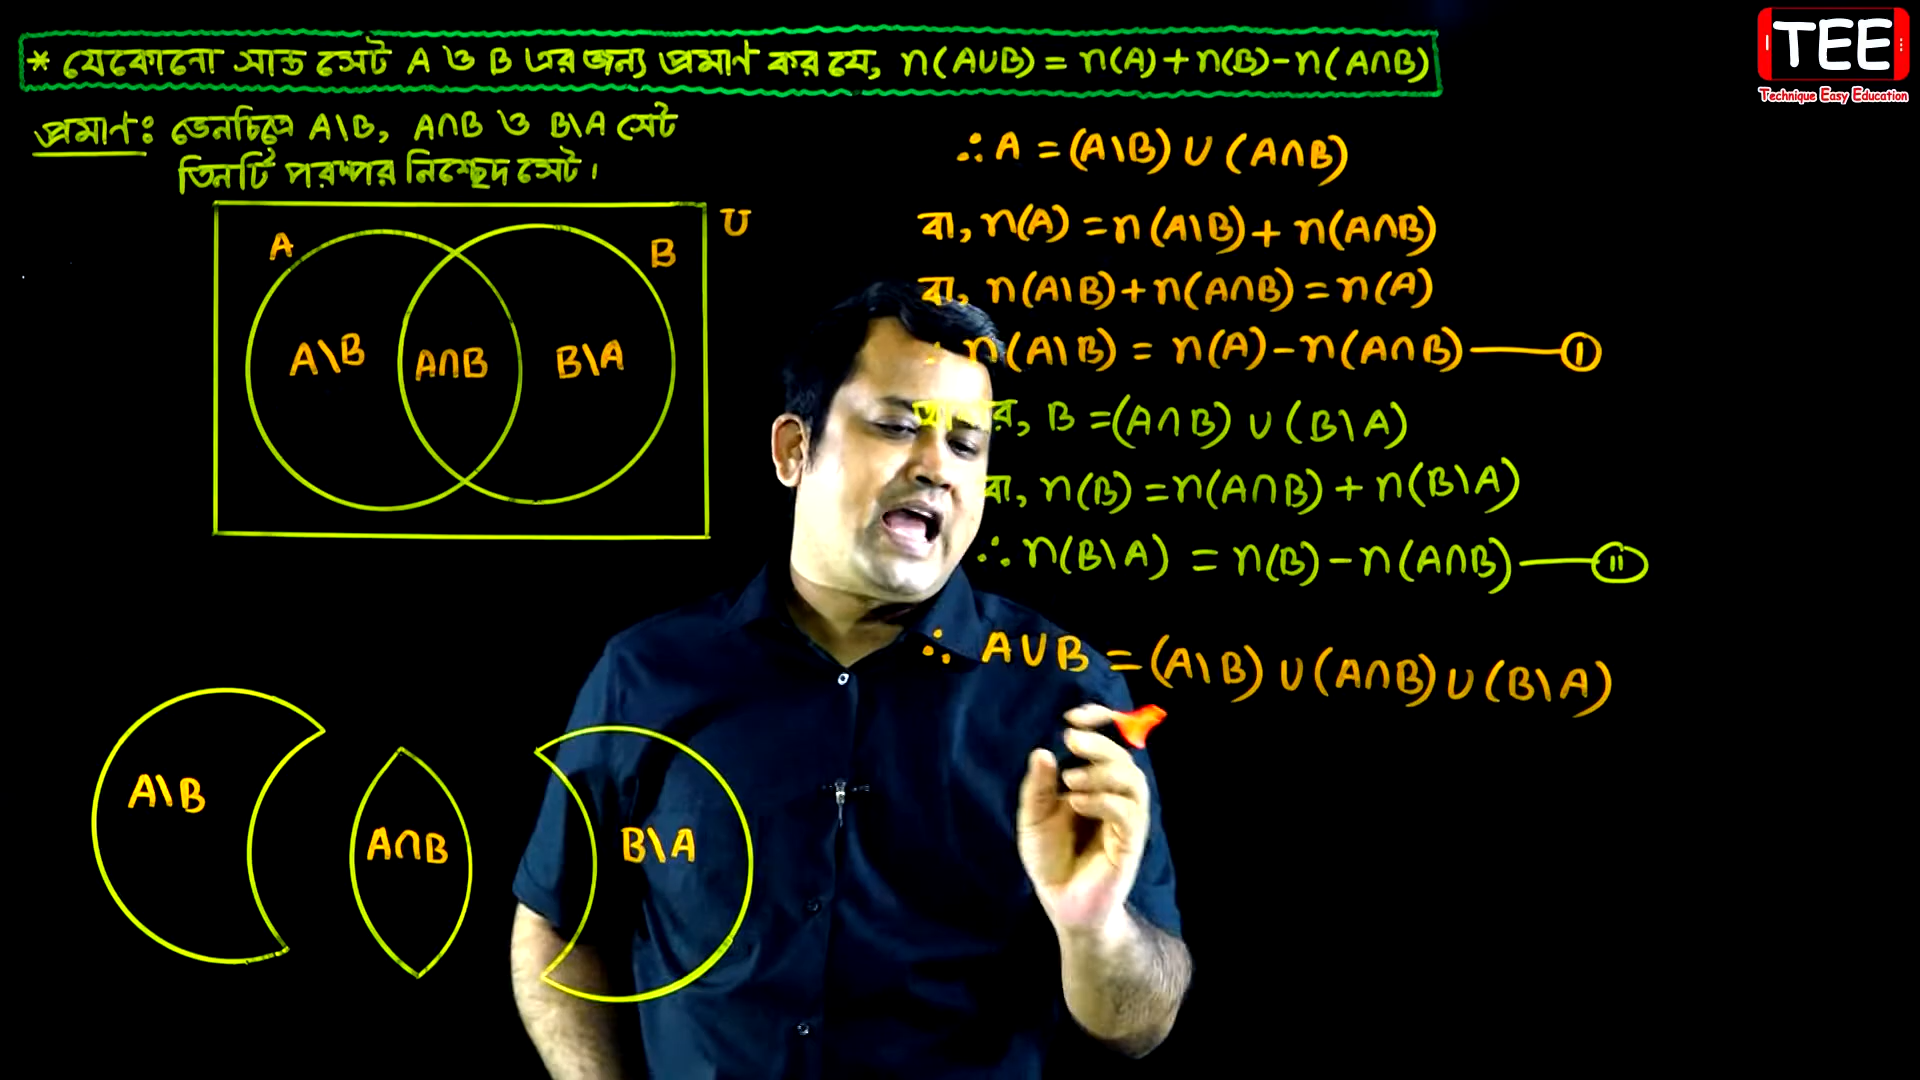 * যেকোনো সান্ত সেট A ও B এর জন্য প্রমাণ কর যে, n(A∪B) = n(A)+n(B)-n(A∩B)
TEE
Technique Easy Education
প্রমাণ: ভেনচিত্রে A\B, A∩B ও B\A সেট
তিনটি পরস্পর নিশ্ছেদ সেট।
U
A
B
A\B
A∩B
B\A
A\B
A∩B
B\A
∴ A = (A\B) ∪ (A∩B)
বা, n(A) = n(A\B) + n(A∩B)
বা, n(A\B)+n(A∩B) = n(A)
n(A\B) = n(A)-n(A∩B) — (i)
B = (A∩B) ∪ (B\A)
বা, n(B) = n(A∩B) + n(B\A)
∴ n(B\A) = n(B)-n(A∩B) — (ii)
∴ A∪B = (A\B) ∪ (A∩B) ∪ (B\A)